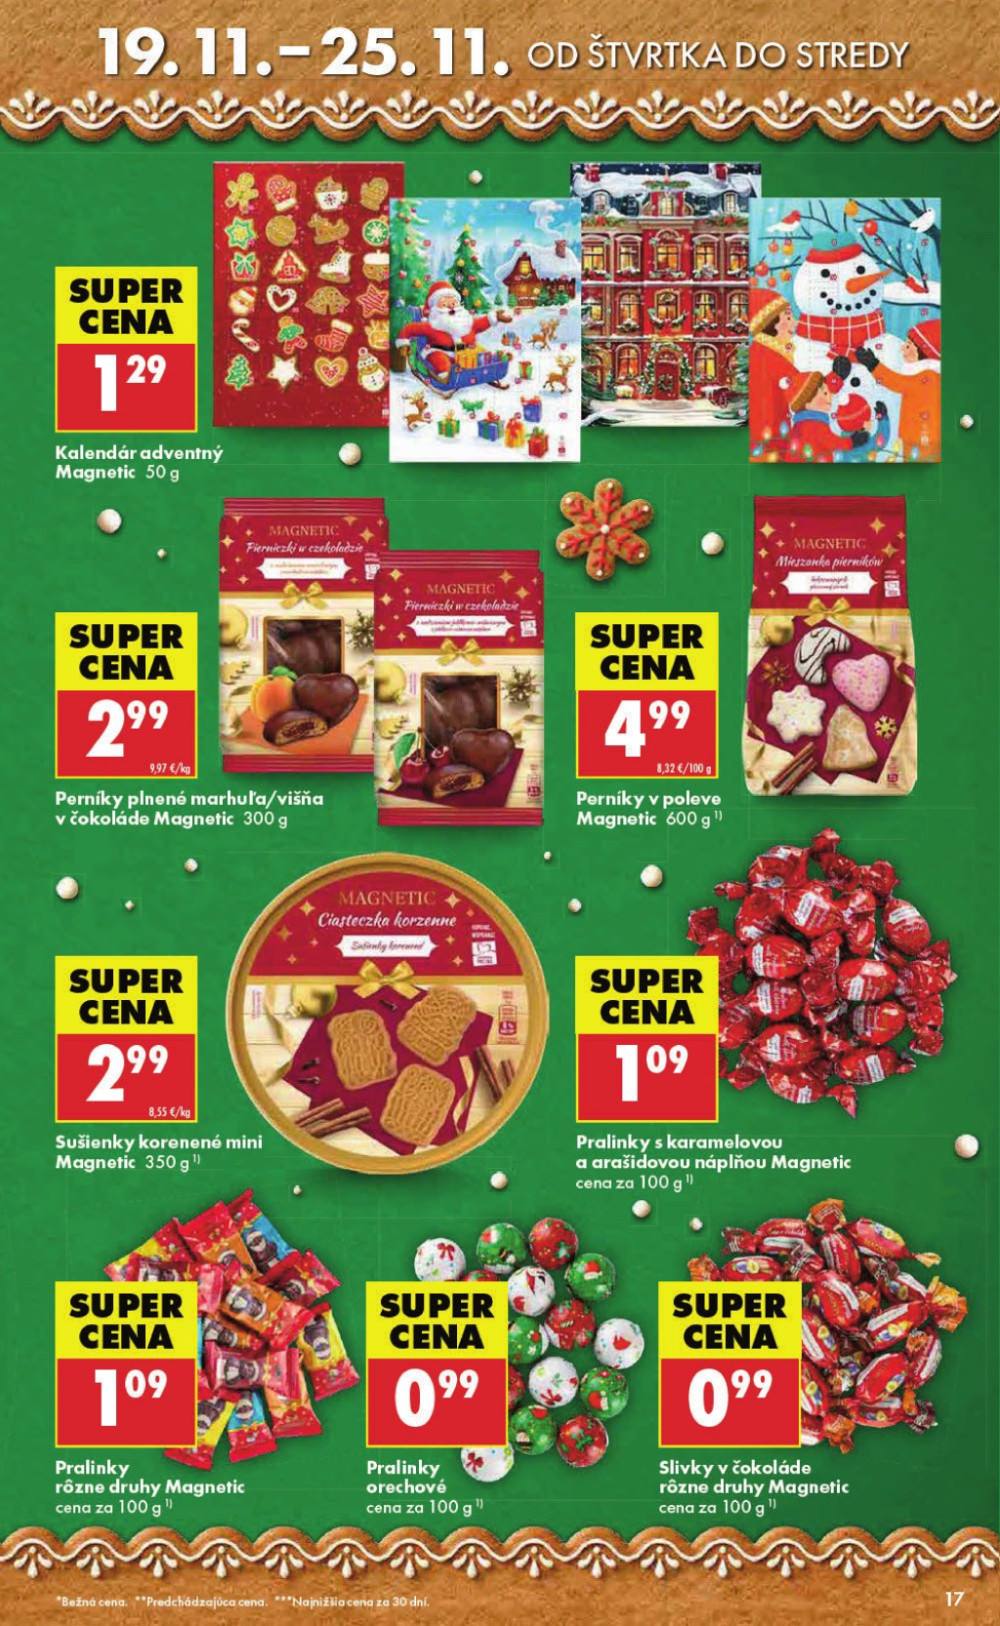 19.11.–25.11. OD ŠTVRTKA DO STREDY
SUPER
CENA
1 29
Kalendár adventný
Magnetic 50 g
MAGNETIC
Pierniczki w czekoladzie
MAGNETIC
Pierniczki w czekoladzie
SUPER
CENA
2 99
9,97 €/kg
Perníky plnené marhuľa/višňa
v čokoláde Magnetic 300 g
MAGNETIC
Mieszanka pierników
SUPER
CENA
4 99
8,32 €/100 g
Perníky v poleve
Magnetic 600 g 1)
MAGNETIC
Ciasteczka korzenne
Sušienky korenené
SUPER
CENA
2 99
8,55 €/kg
Sušienky korenené mini
Magnetic 350 g 1)
SUPER
CENA
1 09
Pralinky s karamelovou
a arašidovou náplňou Magnetic
cena za 100 g 1)
SUPER
CENA
1 09
Pralinky
rôzne druhy Magnetic
cena za 100 g 1)
SUPER
CENA
0 99
Pralinky
orechové
cena za 100 g 1)
SUPER
CENA
0 99
Slivky v čokoláde
rôzne druhy Magnetic
cena za 100 g 1)
*Bežná cena. **Predchádzajúca cena. ***Najnižšia cena za 30 dní.
17